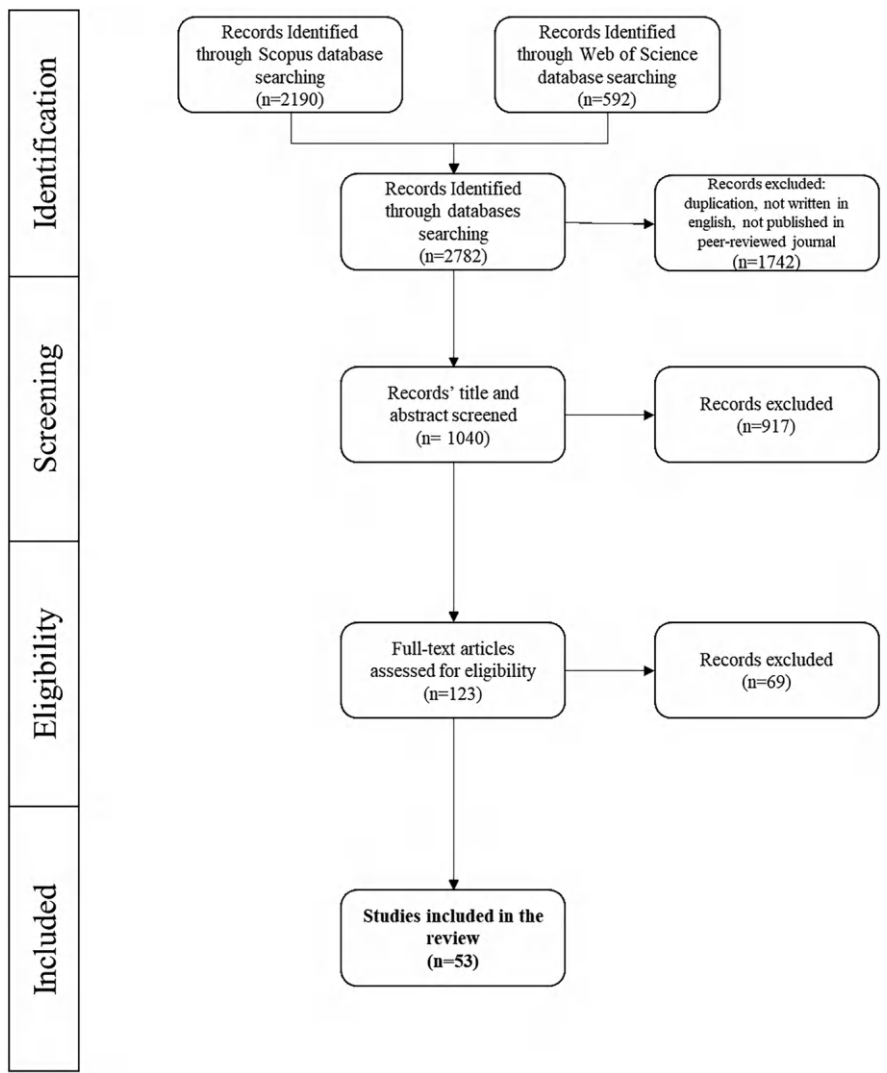 Identification
Records Identified
through Scopus database
searching
(n=2190)
Records Identified
through Web of Science
database searching
(n=592)
Records Identified
through databases
searching
(n=2782)
Records excluded:
duplication, not written in
english, not published in
peer-reviewed journal
(n=1742)
Screening
Records' title and
abstract screened
(n= 1040)
Records excluded
(n=917)
Eligibility
Full-text articles
assessed for eligibility
(n=123)
Records excluded
(n=69)
Included
Studies included in the
review
(n=53)